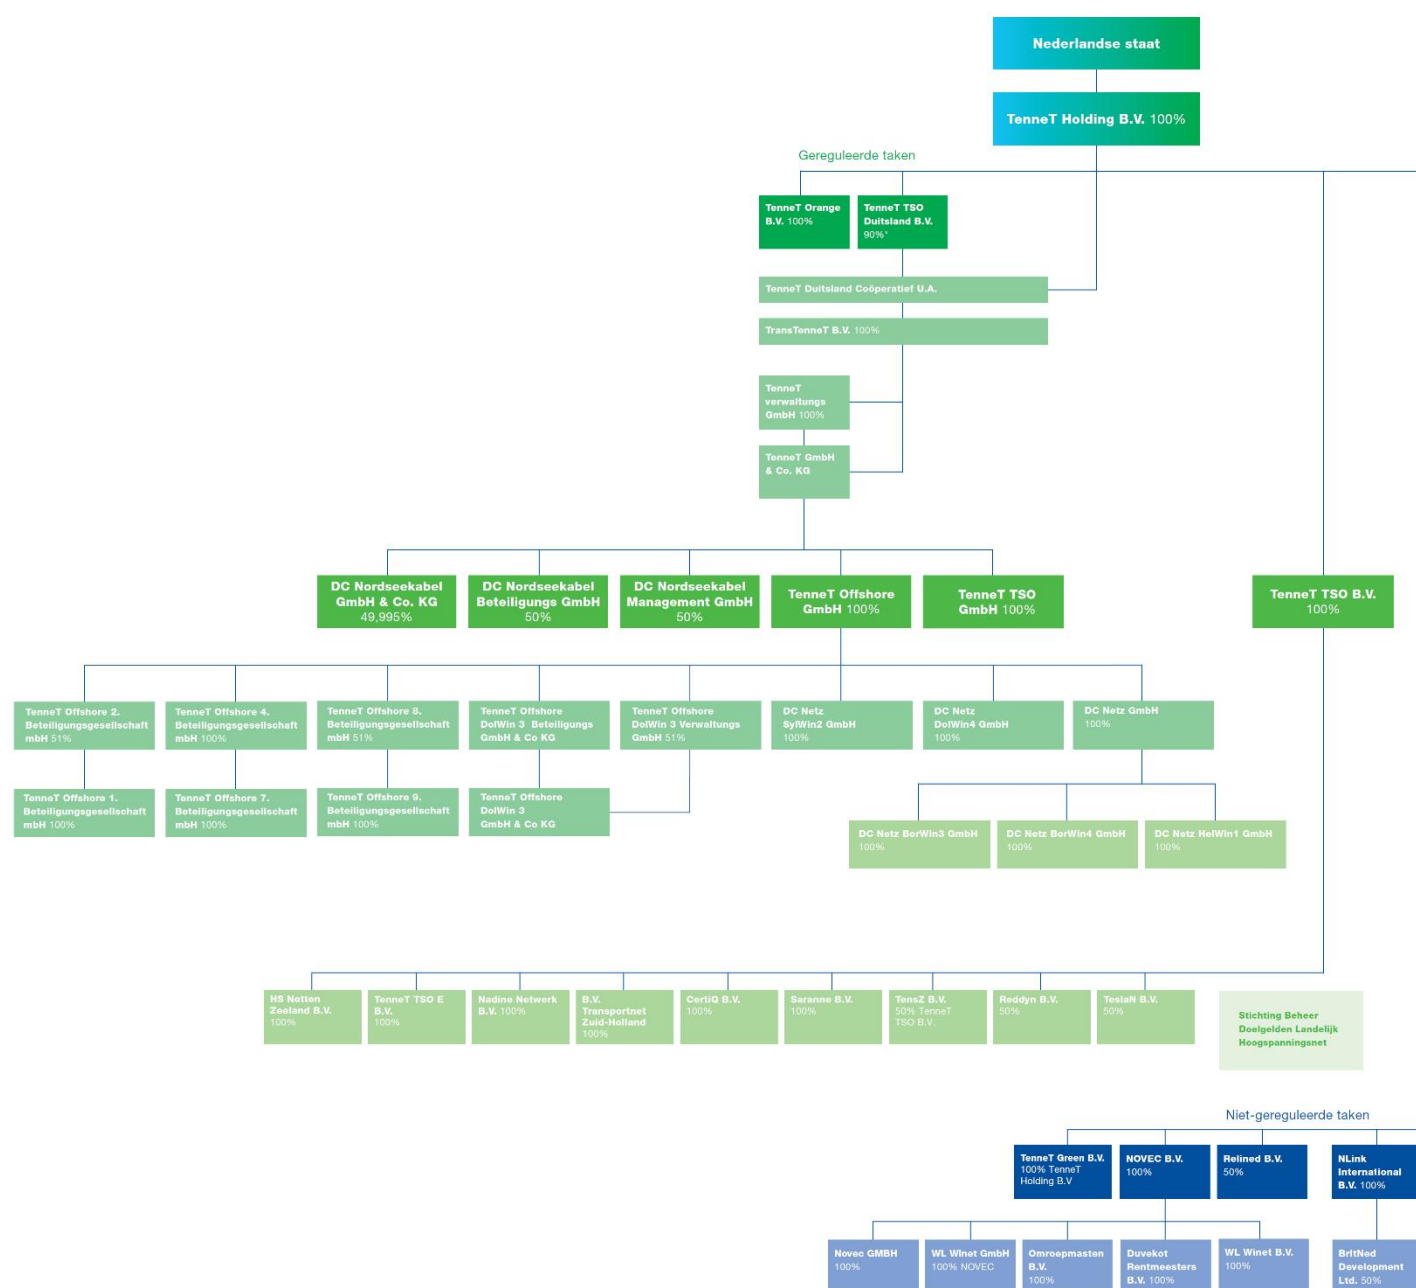 Nederlandse staat
TenneT Holding B.V. 100%
Gereguleerde taken
TenneT Orange
B.V. 100%
TenneT TSO
Duitsland B.V.
90%*
TenneT Duitsland Coöperatief U.A.
TransTenneT B.V. 100%
TenneT
verwaltungs
GmbH 100%
TenneT GmbH
& Co. KG
DC Nordseekabel
GmbH & Co. KG
49,995%
DC Nordseekabel
Beteiligungs GmbH
50%
DC Nordseekabel
Management GmbH
50%
TenneT Offshore
GmbH 100%
TenneT TSO
GmbH 100%
TenneT TSO B.V.
100%
TenneT Offshore 2.
Beteiligungsgesellschaft
mbH 51%
TenneT Offshore 4.
Beteiligungsgesellschaft
mbH 100%
TenneT Offshore 8.
Beteiligungsgesellschaft
mbH 51%
TenneT Offshore
DolWin 3 Beteiligungs
GmbH & Co KG
TenneT Offshore
DolWin 3 Verwaltungs
GmbH 51%
DC Netz
SylWin2 GmbH
100%
DC Netz
DolWin4 GmbH
100%
DC Netz GmbH
100%
TenneT Offshore 1.
Beteiligungsgesellschaft
mbH 100%
TenneT Offshore 7.
Beteiligungsgesellschaft
mbH 100%
TenneT Offshore 9.
Beteiligungsgesellschaft
mbH 100%
TenneT Offshore
DolWin 3
GmbH & Co KG
DC Netz BorWin3 GmbH
100%
DC Netz BorWin4 GmbH
100%
DC Netz HelWin1 GmbH
100%
HS Netten
Zeeland B.V.
100%
TenneT TSO E
B.V.
100%
Nadine Netwerk
B.V. 100%
B.V.
Transportnet
Zuid-Holland
100%
CertiQ B.V.
100%
Saranne B.V.
100%
TensZ B.V.
50% TenneT
TSO B.V.
Reddyn B.V.
50%
TeslaN B.V.
50%
Stichting Beheer
Doelgelden Landelijk
Hoogspanningsnet
Niet-gereguleerde taken
TenneT Green B.V.
100% TenneT
Holding B.V
NOVEC B.V.
100%
Relined B.V.
50%
NLink
International
B.V. 100%
Novec GMBH
100%
WL Winet GmbH
100% NOVEC
Omroepmasten
B.V.
100%
Duvekot
Rentmeesters
B.V. 100%
WL Winet B.V.
100%
BritNed
Development
Ltd. 50%